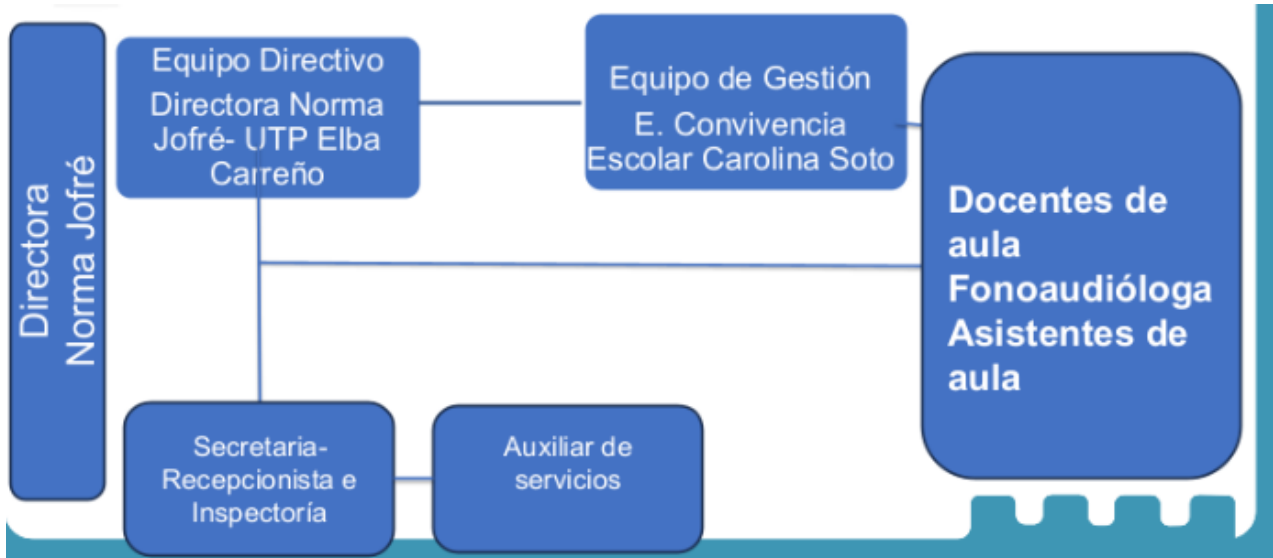 Directora
Norma Jofré
Equipo Directivo
Directora Norma
Jofré- UTP Elba
Carreño
Equipo de Gestión
E. Convivencia
Escolar Carolina Soto
Docentes de
aula
Fonoaudióloga
Asistentes de
aula
Secretaria-
Recepcionista e
Inspectoría
Auxiliar de
servicios